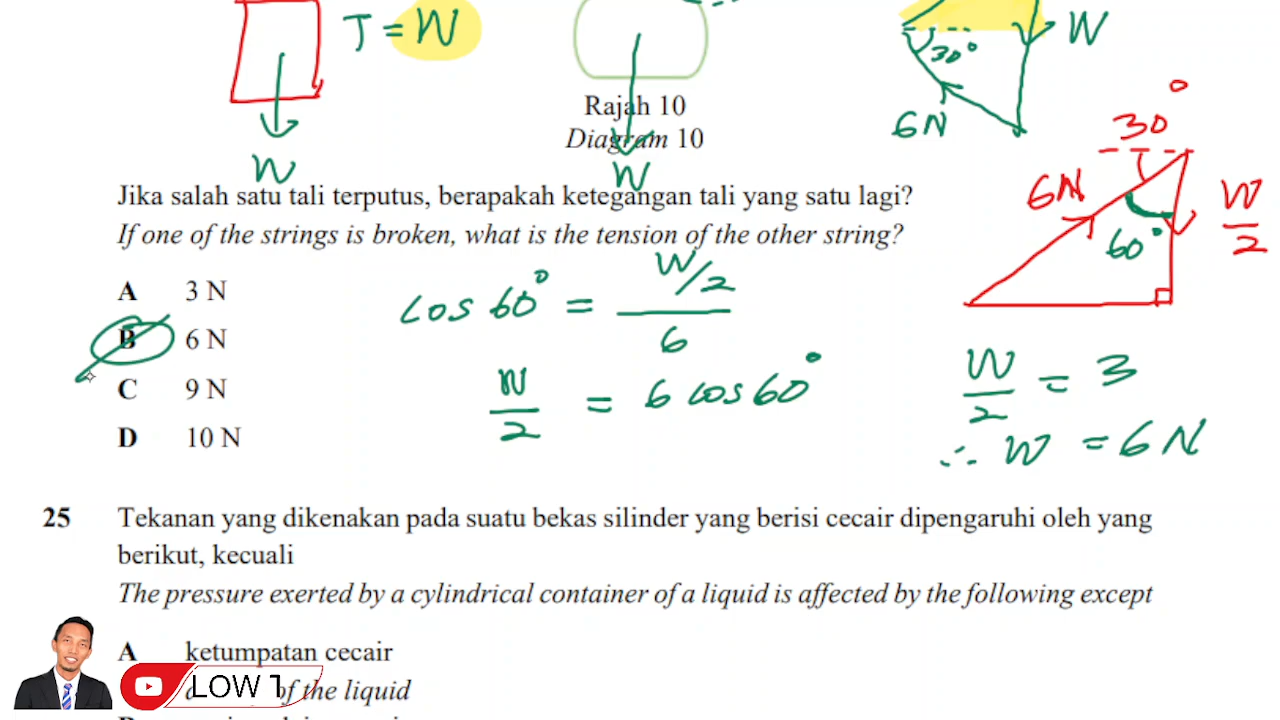 T = W
W
30°
6N
Rajah 10
Diagram 10
W
W
30°
6N
W/2
60°
Jika salah satu tali terputus, berapakah ketegangan tali yang satu lagi?
If one of the strings is broken, what is the tension of the other string?
A 3 N
B 6 N
C 9 N
D 10 N
cos 60° = W/2 / 6
W/2 = 6 cos 60°
W/2 = 3
∴ W = 6 N
25 Tekanan yang dikenakan pada suatu bekas silinder yang berisi cecair dipengaruhi oleh yang
berikut, kecuali
The pressure exerted by a cylindrical container of a liquid is affected by the following except
A ketumpatan cecair
of the liquid
LOW 1